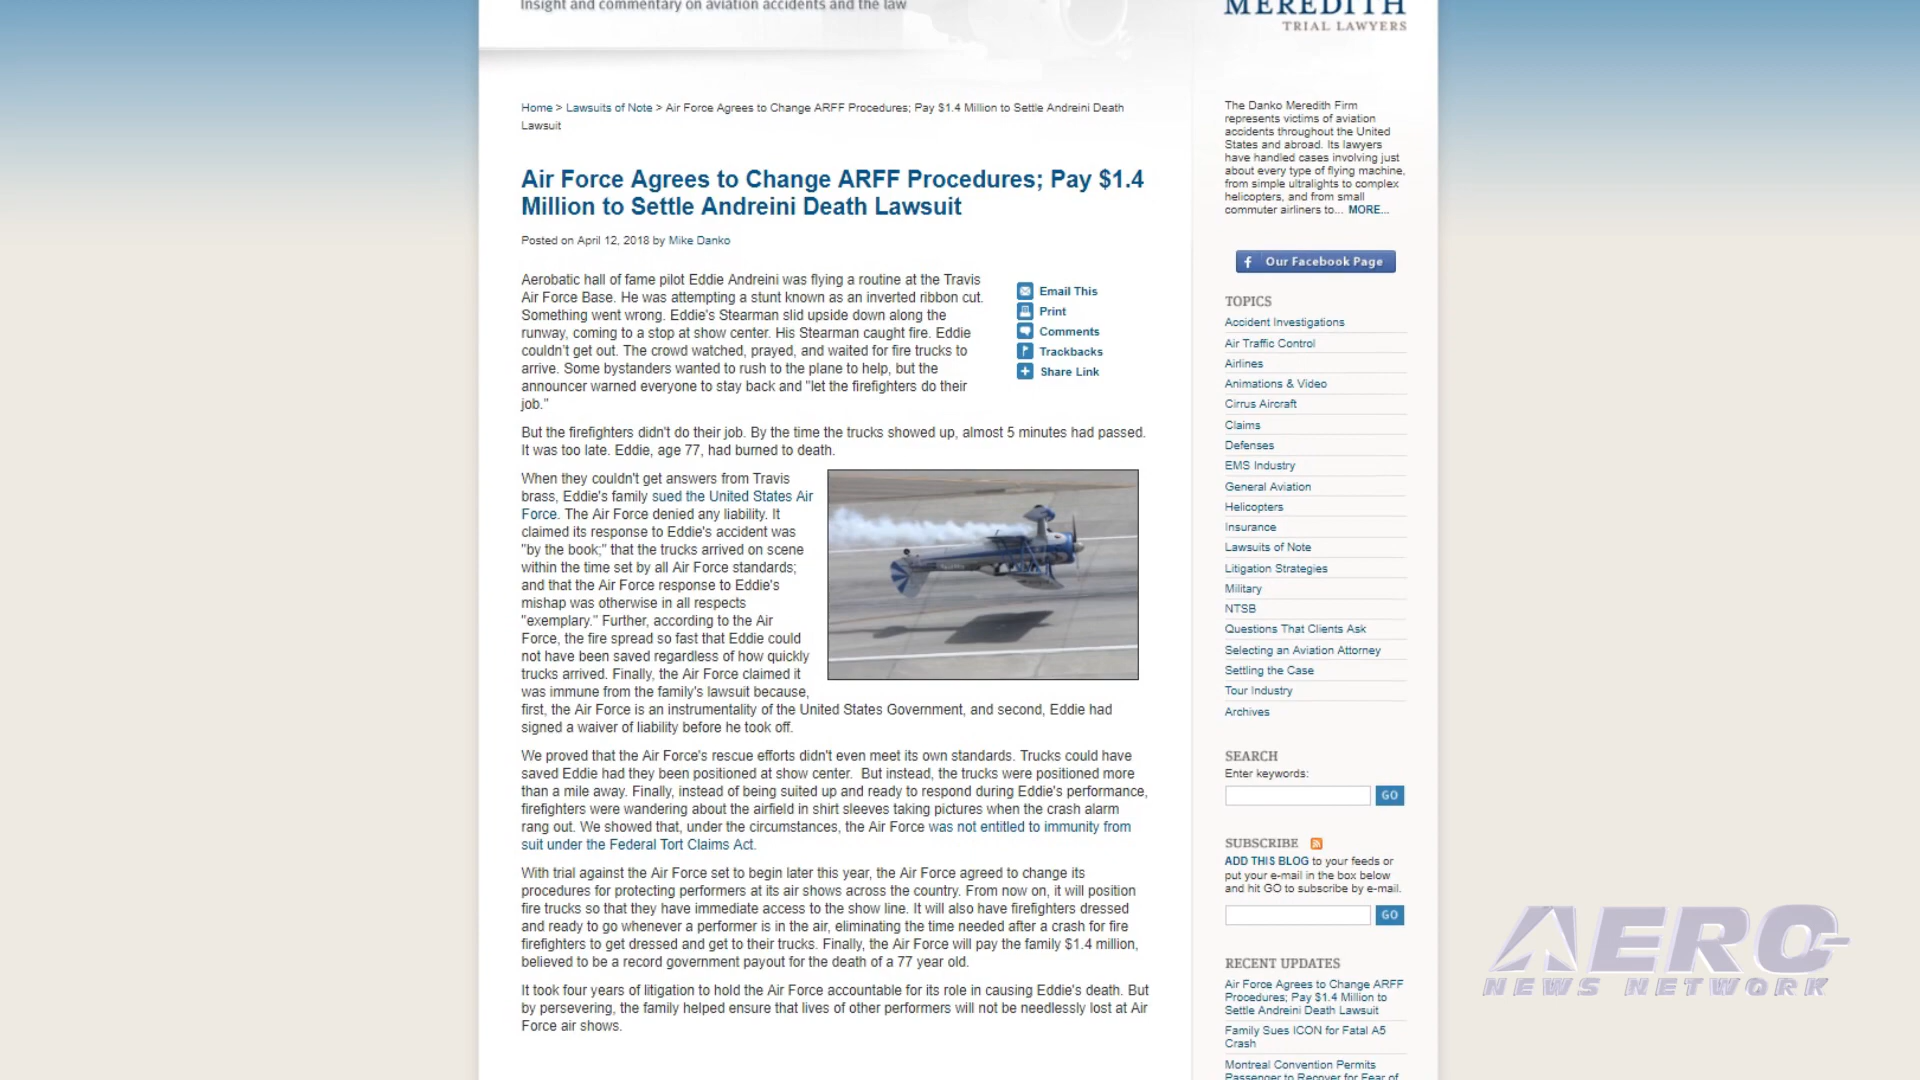 Insight and commentary on aviation accidents and the law
MEREDITH
TRIAL LAWYERS
Home > Lawsuits of Note > Air Force Agrees to Change ARFF Procedures; Pay $1.4 Million to Settle Andreini Death
Lawsuit
Air Force Agrees to Change ARFF Procedures; Pay $1.4
Million to Settle Andreini Death Lawsuit
Posted on April 12, 2018 by Mike Danko
Aerobatic hall of fame pilot Eddie Andreini was flying a routine at the Travis
Air Force Base. He was attempting a stunt known as an inverted ribbon cut.
Something went wrong. Eddie's Stearman slid upside down along the
runway, coming to a stop at show center. His Stearman caught fire. Eddie
couldn't get out. The crowd watched, prayed, and waited for fire trucks to
arrive. Some bystanders wanted to rush to the plane to help, but the
announcer warned everyone to stay back and "let the firefighters do their
job."
Email This
Print
Comments
Trackbacks
Share Link
But the firefighters didn't do their job. By the time the trucks showed up, almost 5 minutes had passed.
It was too late. Eddie, age 77, had burned to death.
When they couldn't get answers from Travis
brass, Eddie's family sued the United States Air
Force. The Air Force denied any liability. It
claimed its response to Eddie's accident was
"by the book;" that the trucks arrived on scene
within the time set by all Air Force standards;
and that the Air Force response to Eddie's
mishap was otherwise in all respects
"exemplary." Further, according to the Air
Force, the fire spread so fast that Eddie could
not have been saved regardless of how quickly
trucks arrived. Finally, the Air Force claimed it
was immune from the family's lawsuit because,
first, the Air Force is an instrumentality of the United States Government, and second, Eddie had
signed a waiver of liability before he took off.
We proved that the Air Force's rescue efforts didn't even meet its own standards. Trucks could have
saved Eddie had they been positioned at show center. But instead, the trucks were positioned more
than a mile away. Finally, instead of being suited up and ready to respond during Eddie's performance,
firefighters were wandering about the airfield in shirt sleeves taking pictures when the crash alarm
rang out. We showed that, under the circumstances, the Air Force was not entitled to immunity from
suit under the Federal Tort Claims Act.
With trial against the Air Force set to begin later this year, the Air Force agreed to change its
procedures for protecting performers at its air shows across the country. From now on, it will position
fire trucks so that they have immediate access to the show line. It will also have firefighters dressed
and ready to go whenever a performer is in the air, eliminating the time needed after a crash for fire
firefighters to get dressed and get to their trucks. Finally, the Air Force will pay the family $1.4 million,
believed to be a record government payout for the death of a 77 year old.
It took four years of litigation to hold the Air Force accountable for its role in causing Eddie's death. But
by persevering, the family helped ensure that lives of other performers will not be needlessly lost at Air
Force air shows.
The Danko Meredith Firm
represents victims of aviation
accidents throughout the United
States and abroad. Its lawyers
have handled cases involving just
about every type of flying machine,
from simple ultralights to complex
helicopters, and from small
commuter airliners to... MORE...
Our Facebook Page
TOPICS
Accident Investigations
Air Traffic Control
Airlines
Animations & Video
Cirrus Aircraft
Claims
Defenses
EMS Industry
General Aviation
Helicopters
Insurance
Lawsuits of Note
Litigation Strategies
Military
NTSB
Questions That Clients Ask
Selecting an Aviation Attorney
Settling the Case
Tour Industry
Archives
SEARCH
Enter keywords:
GO
SUBSCRIBE
ADD THIS BLOG to your feeds or
put your e-mail in the box below
and hit GO to subscribe by e-mail.
GO
RECENT UPDATES
Air Force Agrees to Change ARFF
Procedures; Pay $1.4 Million to
Settle Andreini Death Lawsuit
Family Sues ICON for Fatal A5
Crash
Montreal Convention Permits
Passenger to Recover for Fear of
AERO
NEWS NETWORK